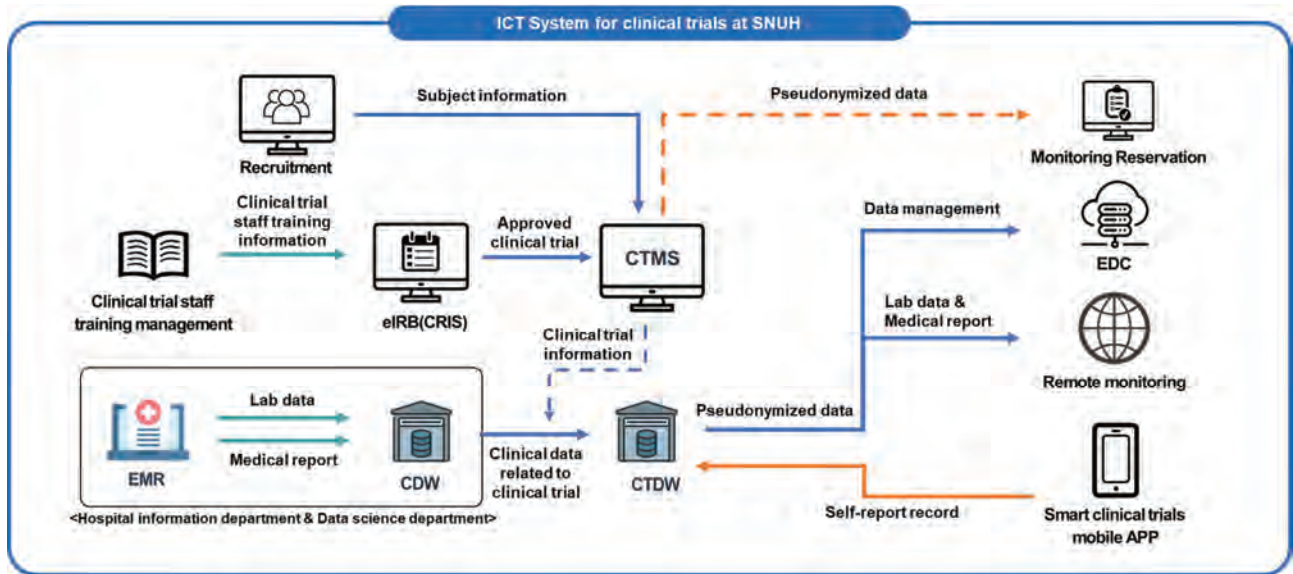 ICT System for clinical trials at SNUH
Subject information
Pseudonymized data
Recruitment
Monitoring Reservation
Clinical trial
staff training
information
Approved
clinical trial
CTMS
Data management
EDC
Clinical trial staff
training management
eIRB(CRIS)
Clinical trial
information
Lab data &
Medical report
Remote monitoring
Lab data
Medical report
EMR
CDW
Clinical data
related to
clinical trial
CTDW
Pseudonymized data
Self-report record
Smart clinical trials
mobile APP
<Hospital information department & Data science department>